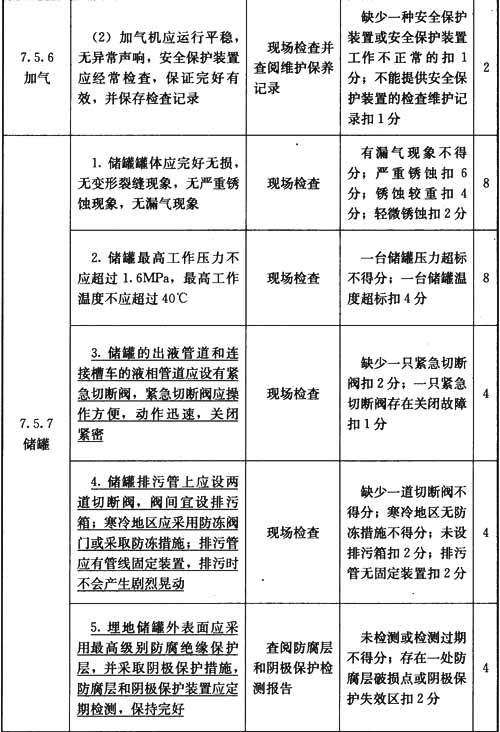 7.5.6
加气
（2）加气机应运行平稳，
无异常声响，安全保护装置
应经常检查，保证完好有
效，并保存检查记录
现场检查并
查阅维护保养
记录
缺少一种安全保护
装置或安全保护装置
工作不正常的扣 1
分；不能提供安全保
护装置的检查维护记
录扣 1 分
2
7.5.7
储罐
1. 储罐罐体应完好无损，
无变形裂缝现象，无严重锈
蚀现象，无漏气现象
现场检查
有漏气现象不得
分；严重锈蚀扣 6
分；锈蚀较重扣 4
分；轻微锈蚀扣 2 分
8
2. 储罐最高工作压力不
应超过 1.6MPa，最高工作
温度不应超过 40℃
现场检查
一台储罐压力超标
不得分；一台储罐温
度超标扣 4 分
8
3. 储罐的出液管道和连
接槽车的液相管道应设有紧
急切断阀，紧急切断阀应操
作方便，动作迅速，关闭
紧密
现场检查
缺少一只紧急切断
阀扣 2 分；一只紧急
切断阀存在关闭故障
扣 1 分
4
4. 储罐排污管上应设两
道切断阀，阀间宜设排污
箱；寒冷地区应采用防冻阀
门或采取防冻措施；排污管
应有管线固定装置，排污时
不会产生剧烈晃动
现场检查
缺少一道切断阀不
得分；寒冷地区无防
冻措施不得分；未设
排污箱扣 2 分；排污
管无固定装置扣 2 分
4
5. 埋地储罐外表面应采
用最高级别防腐绝缘保护
层，并采取阴极保护措施，
防腐层和阴极保护装置应定
期检测，保持完好
查阅防腐层
和阴极保护检
测报告
未检测或检测过期
不得分；存在一处防
腐层破损点或阴极保
护失效区扣 2 分
4